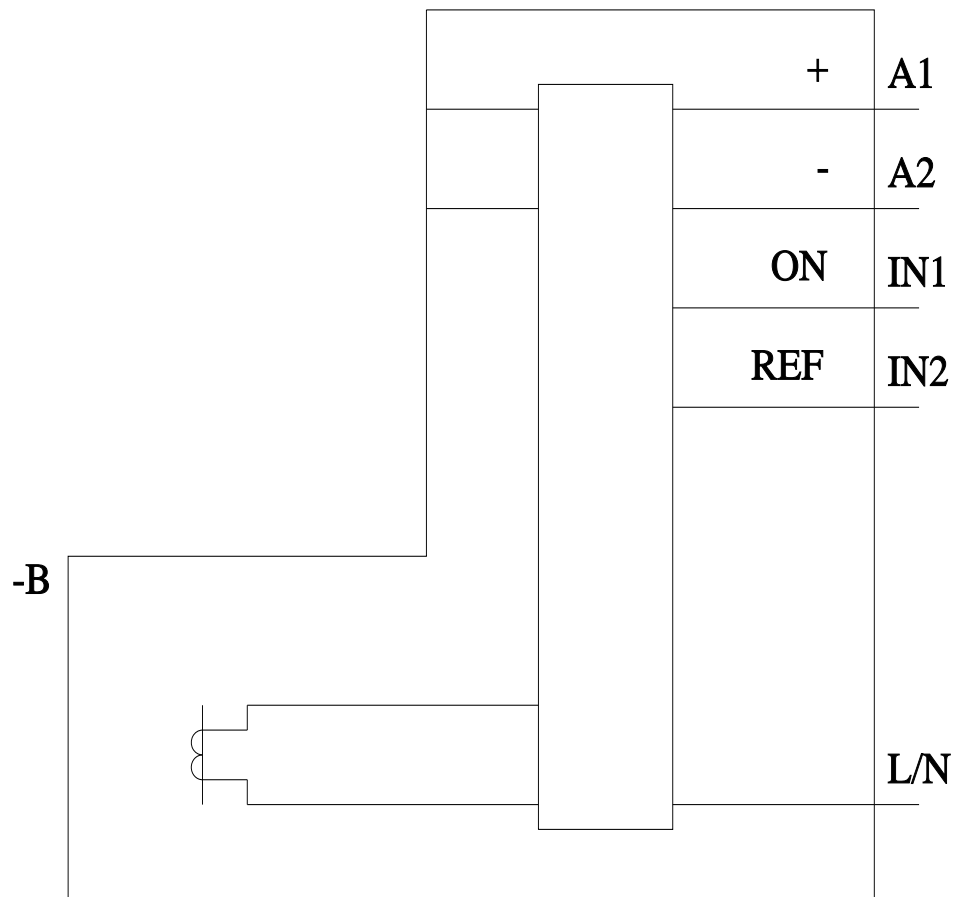 + A1
- A2
ON IN1
REF IN2
-B
L/N